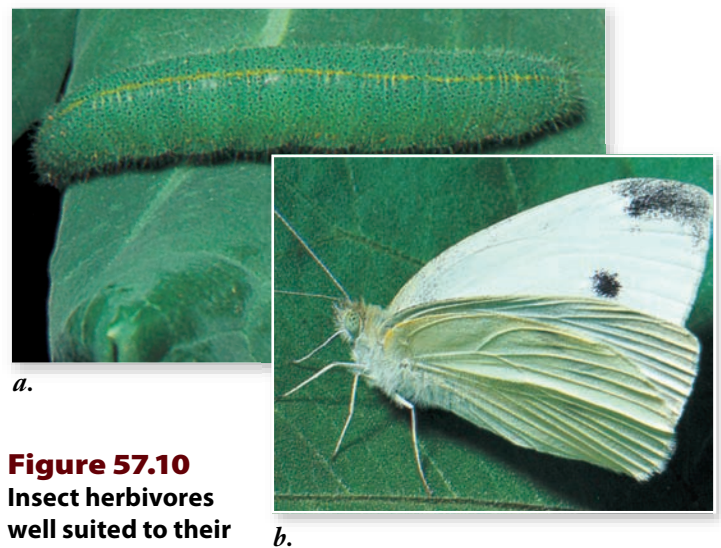 a.
Figure 57.10
Insect herbivores
well suited to their
b.